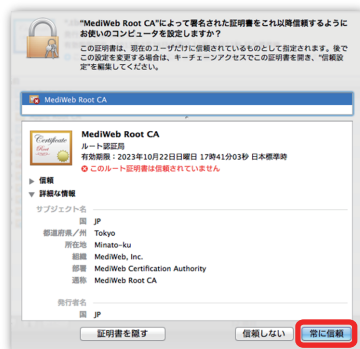 "MediWeb Root CA"によって署名された証明書をこれ以降信頼するように
お使いのコンピュータを設定しますか？
この証明書は、現在のユーザだけに信頼されているものとして指定されます。後で
この設定を変更する場合は、キーチェーンアクセスでこの証明書を開き、"信頼設
定"を編集してください。
MediWeb Root CA
Certificate
Root
MediWeb Root CA
ルート認証局
有効期限：2023年10月22日日曜日 17時41分03秒 日本標準時
このルート証明書は信頼されていません
信頼
詳細な情報
サブジェクト名
国 JP
都道府県／州 Tokyo
所在地 Minato-ku
組織 MediWeb, Inc.
部署 MediWeb Certification Authority
通称 MediWeb Root CA
発行者名
国 JP
証明書を隠す 信頼しない 常に信頼